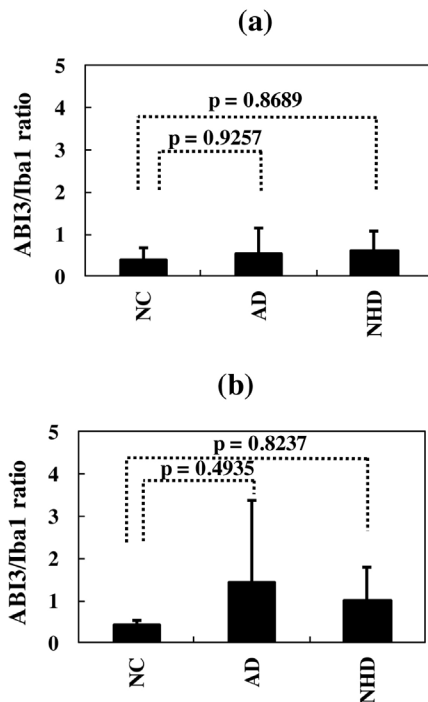 (a)
ABI3/Iba1 ratio
5
4
3
2
1
0
p = 0.8689
p = 0.9257
NC
AD
NHD
(b)
ABI3/Iba1 ratio
5
4
3
2
1
0
p = 0.8237
p = 0.4935
NC
AD
NHD